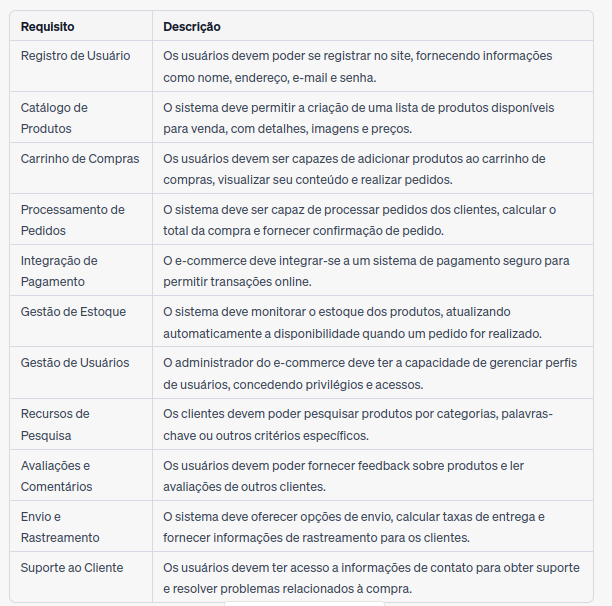 Requisito Descrição
Registro de Usuário Os usuários devem poder se registrar no site, fornecendo informações
como nome, endereço, e-mail e senha.
Catálogo de O sistema deve permitir a criação de uma lista de produtos disponíveis
Produtos para venda, com detalhes, imagens e preços.
Carrinho de Compras Os usuários devem ser capazes de adicionar produtos ao carrinho de
compras, visualizar seu conteúdo e realizar pedidos.
Processamento de O sistema deve ser capaz de processar pedidos dos clientes, calcular o
Pedidos total da compra e fornecer confirmação de pedido.
Integração de O e-commerce deve integrar-se a um sistema de pagamento seguro para
Pagamento permitir transações online.
Gestão de Estoque O sistema deve monitorar o estoque dos produtos, atualizando
automaticamente a disponibilidade quando um pedido for realizado.
Gestão de Usuários O administrador do e-commerce deve ter a capacidade de gerenciar perfis
de usuários, concedendo privilégios e acessos.
Recursos de Os clientes devem poder pesquisar produtos por categorias, palavras-
Pesquisa chave ou outros critérios específicos.
Avaliações e Os usuários devem poder fornecer feedback sobre produtos e ler
Comentários avaliações de outros clientes.
Envio e O sistema deve oferecer opções de envio, calcular taxas de entrega e
Rastreamento fornecer informações de rastreamento para os clientes.
Suporte ao Cliente Os usuários devem ter acesso a informações de contato para obter suporte
e resolver problemas relacionados à compra.